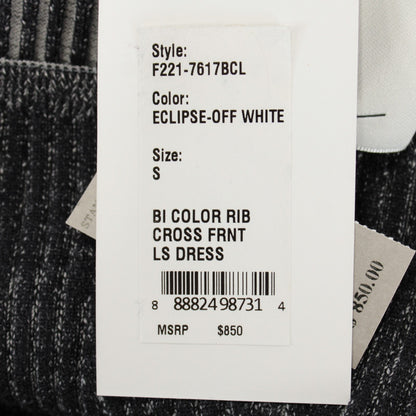 Style:
F221-7617BCL
Color:
ECLIPSE-OFF WHITE
Size:
S
BI COLOR RIB
CROSS FRNT
LS DRESS
8 88824 98731 4
MSRP $850
STAN
$ 850.00